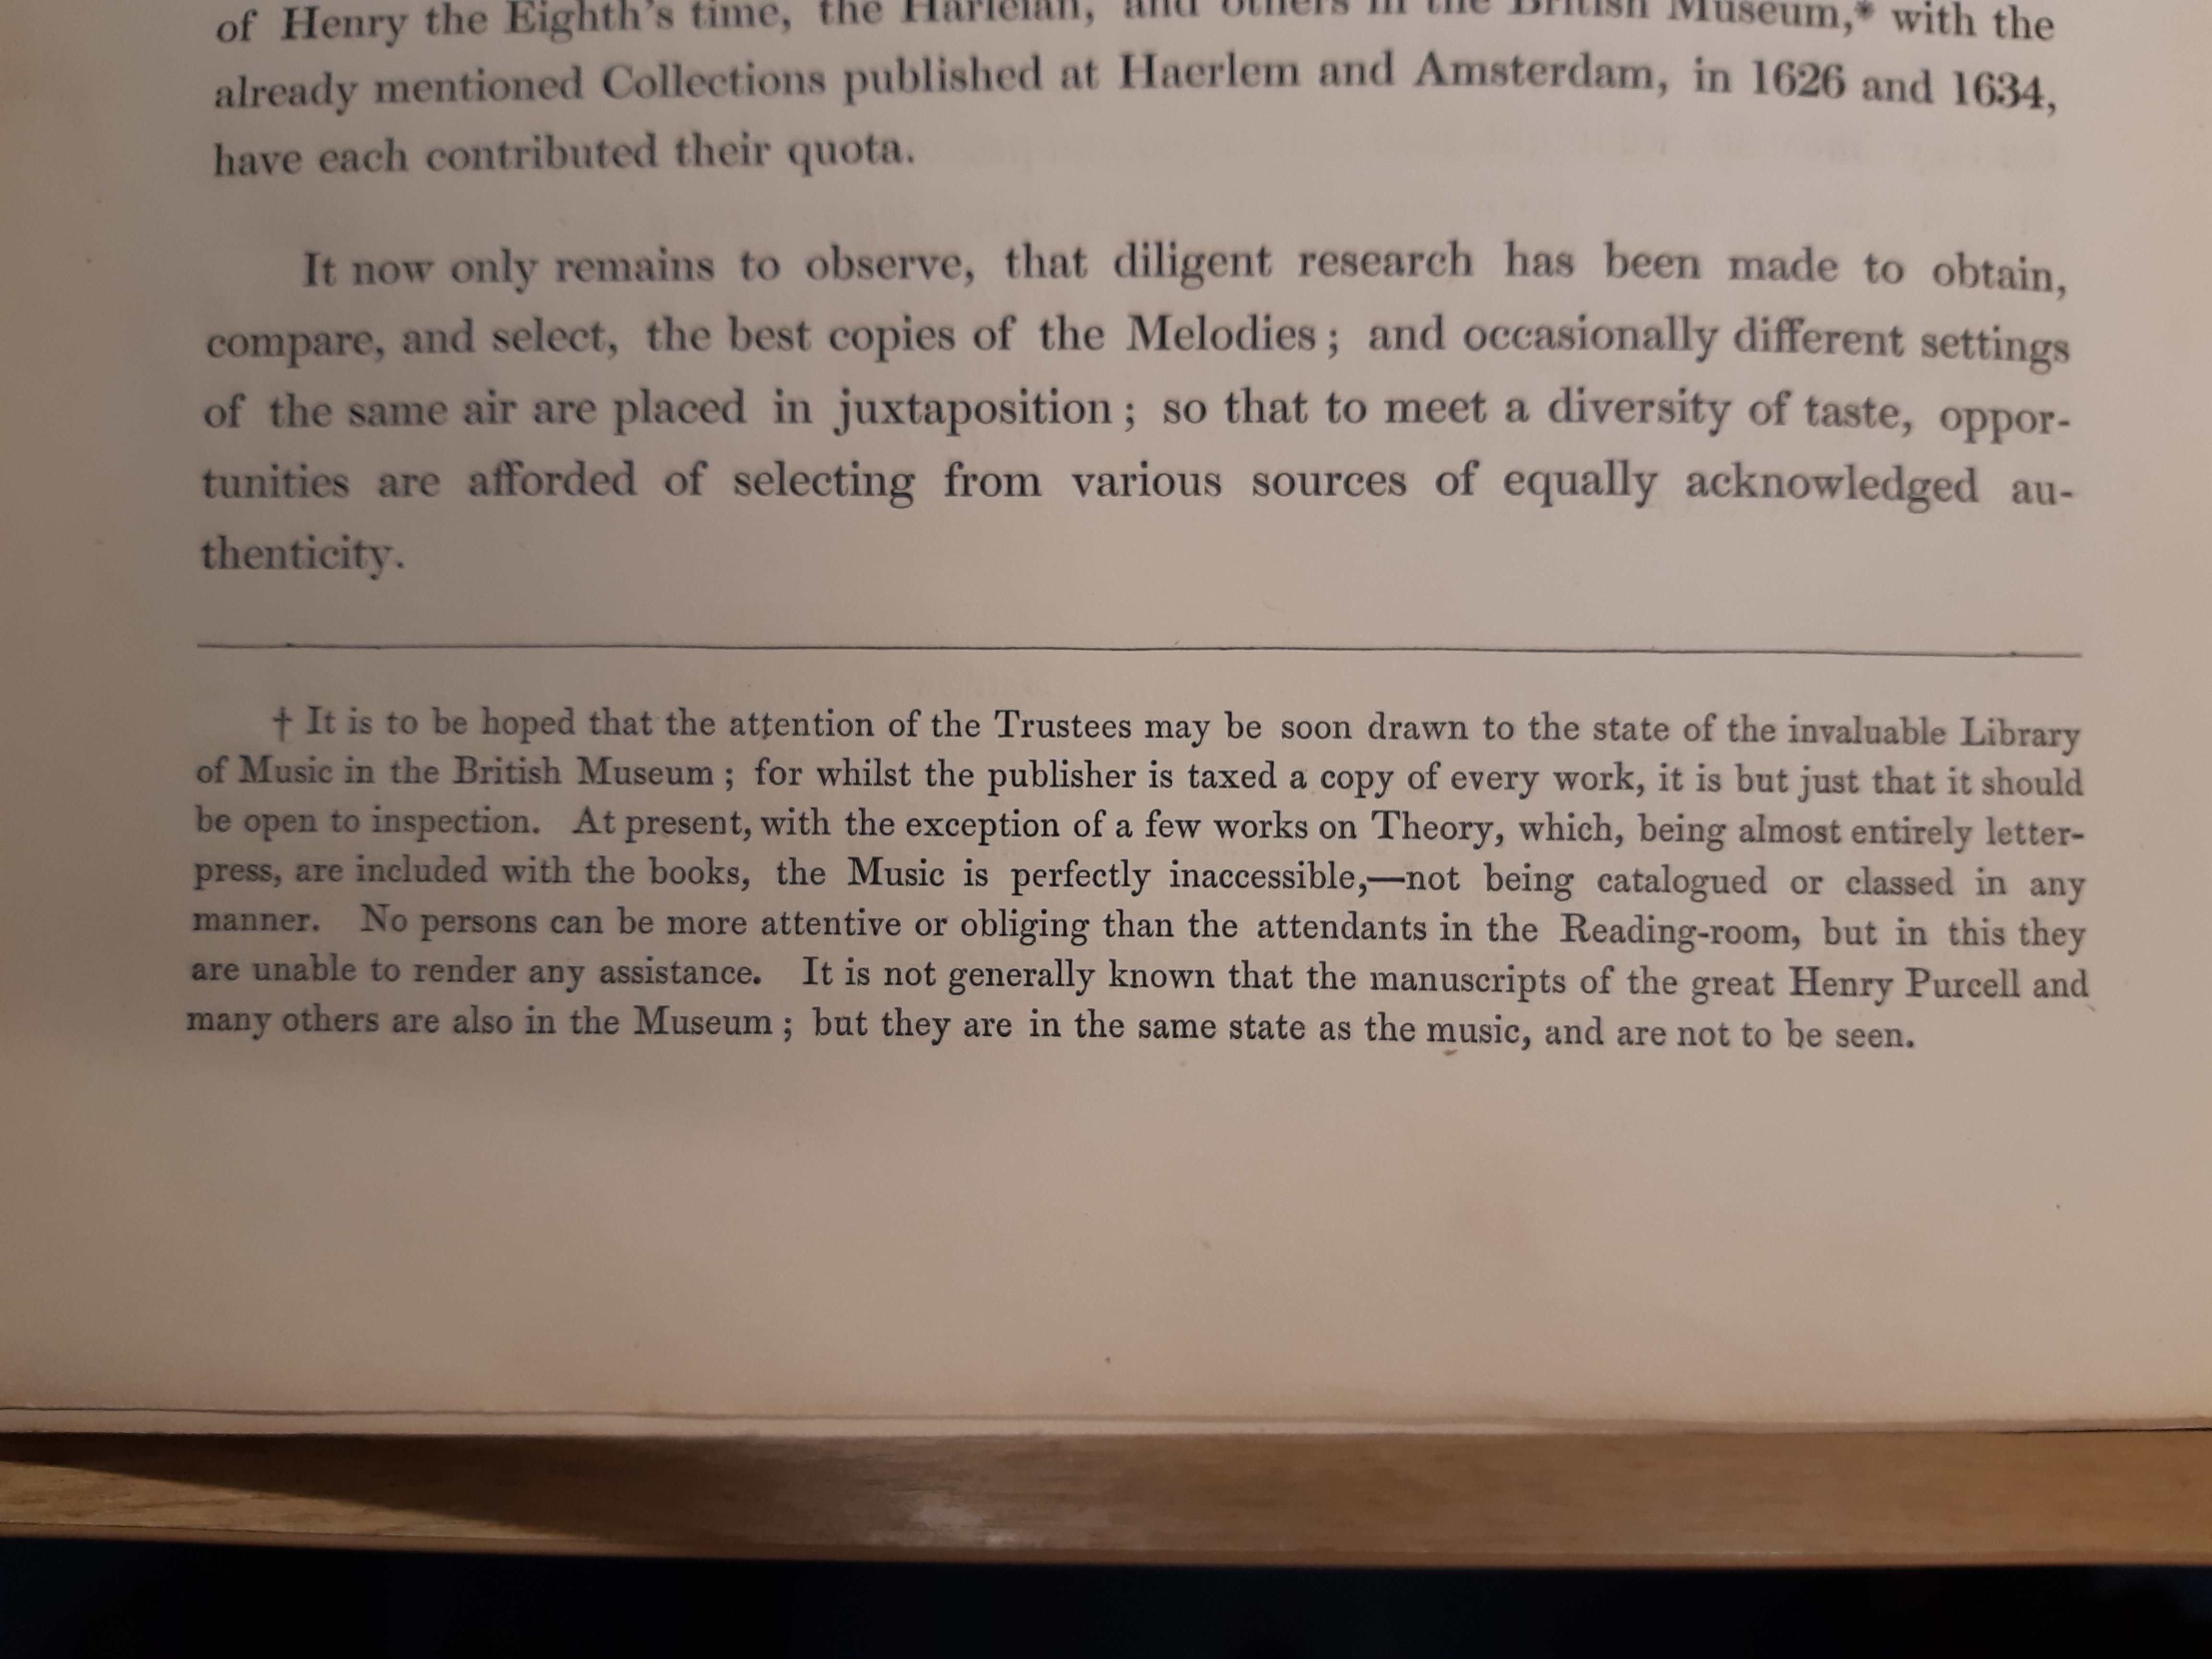 of Henry the Eighth's time, the Harleian, and others in the British Museum,* with the
already mentioned Collections published at Haerlem and Amsterdam, in 1626 and 1634,
have each contributed their quota.
It now only remains to observe, that diligent research has been made to obtain,
compare, and select, the best copies of the Melodies ; and occasionally different settings
of the same air are placed in juxtaposition ; so that to meet a diversity of taste, oppor-
tunities are afforded of selecting from various sources of equally acknowledged au-
thenticity.
† It is to be hoped that the attention of the Trustees may be soon drawn to the state of the invaluable Library
of Music in the British Museum ; for whilst the publisher is taxed a copy of every work, it is but just that it should
be open to inspection. At present, with the exception of a few works on Theory, which, being almost entirely letter-
press, are included with the books, the Music is perfectly inaccessible,—not being catalogued or classed in any
manner. No persons can be more attentive or obliging than the attendants in the Reading-room, but in this they
are unable to render any assistance. It is not generally known that the manuscripts of the great Henry Purcell and
many others are also in the Museum ; but they are in the same state as the music, and are not to be seen.